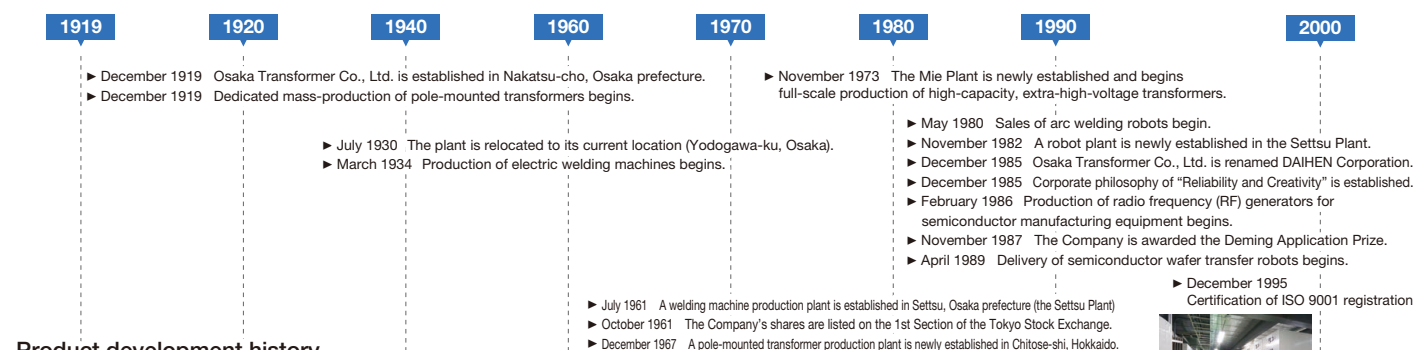 1919 1920 1940 1960 1970 1980 1990 2000
► December 1919 Osaka Transformer Co., Ltd. is established in Nakatsu-cho, Osaka prefecture.
► December 1919 Dedicated mass-production of pole-mounted transformers begins.
► November 1973 The Mie Plant is newly established and begins
full-scale production of high-capacity, extra-high-voltage transformers.
► July 1930 The plant is relocated to its current location (Yodogawa-ku, Osaka).
► March 1934 Production of electric welding machines begins.
► May 1980 Sales of arc welding robots begin.
► November 1982 A robot plant is newly established in the Settsu Plant.
► December 1985 Osaka Transformer Co., Ltd. is renamed DAIHEN Corporation.
► December 1985 Corporate philosophy of “Reliability and Creativity” is established.
► February 1986 Production of radio frequency (RF) generators for
semiconductor manufacturing equipment begins.
► November 1987 The Company is awarded the Deming Application Prize.
► April 1989 Delivery of semiconductor wafer transfer robots begins.
► December 1995
Certification of ISO 9001 registration
► July 1961 A welding machine production plant is established in Settsu, Osaka prefecture (the Settsu Plant)
► October 1961 The Company’s shares are listed on the 1st Section of the Tokyo Stock Exchange.
► December 1967 A pole-mounted transformer production plant is newly established in Chitose-shi, Hokkaido.
Product development history